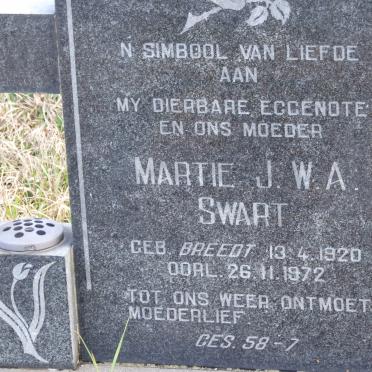 'N SIMBOOL VAN LIEFDE
AAN
MY DIERBARE EGGENOTE
EN ONS MOEDER
MARTIE J. W. A.
SWART
GEB. BREEDT 13.4.1920
OORL. 26.11.1972
TOT ONS WEER ONTMOET
MOEDERLIEF.
GES. 58-7